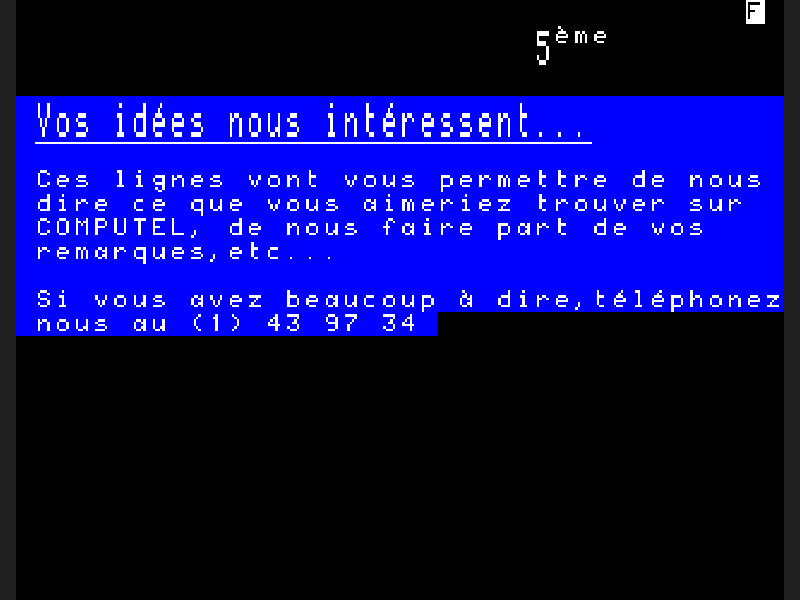 F
5ème
Vos idées nous intéressent...
Ces lignes vont vous permettre de nous
dire ce que vous aimeriez trouver sur
COMPUTEL, de nous faire part de vos
remarques,etc...
Si vous avez beaucoup à dire,téléphonez
nous au (1) 43 97 34